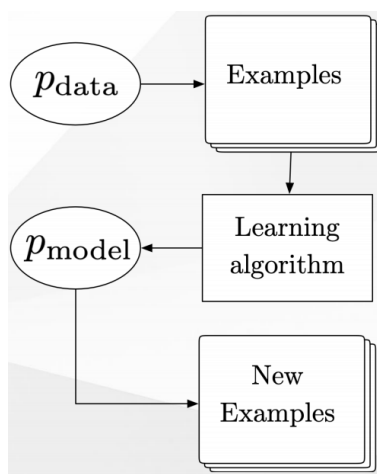 p_data
Examples
Learning
algorithm
p_model
New
Examples